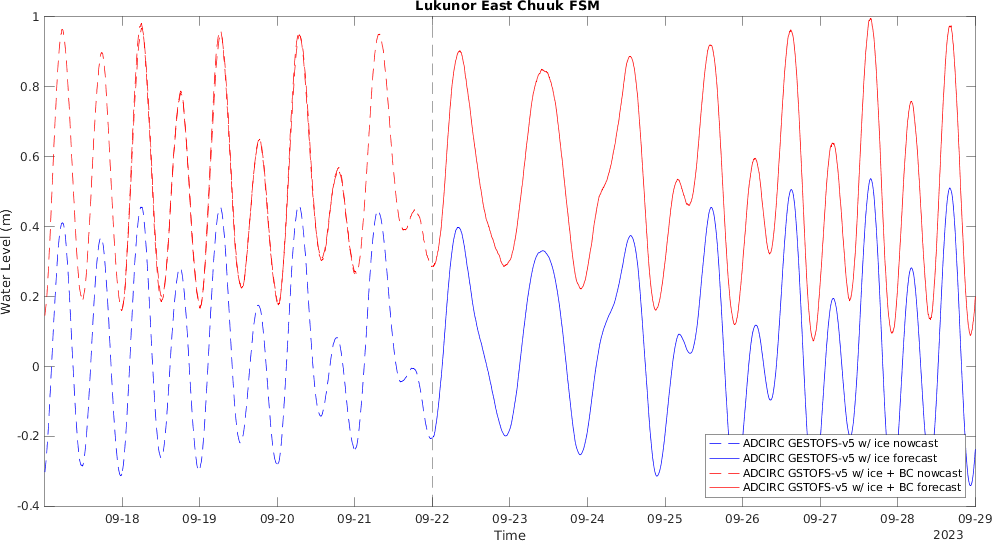 Lukunor East Chuuk FSM
1
0.8
0.6
0.4
0.2
0
-0.2
-0.4
Water Level (m)
ADCIRC GESTOFS-v5 w/ ice nowcast
ADCIRC GESTOFS-v5 w/ ice forecast
ADCIRC GSTOFS-v5 w/ ice + BC nowcast
ADCIRC GSTOFS-v5 w/ ice + BC forecast
09-18 09-19 09-20 09-21 09-22 09-23 09-24 09-25 09-26 09-27 09-28 09-29
Time
2023